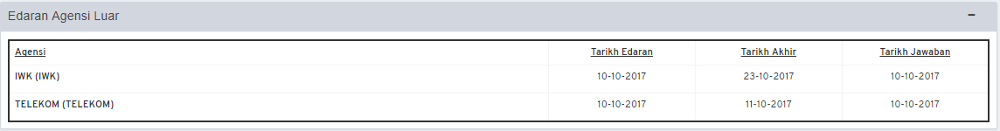 Edaran Agensi Luar
Agensi Tarikh Edaran Tarikh Akhir Tarikh Jawaban
IWK (IWK) 10-10-2017 23-10-2017 10-10-2017
TELEKOM (TELEKOM) 10-10-2017 11-10-2017 10-10-2017